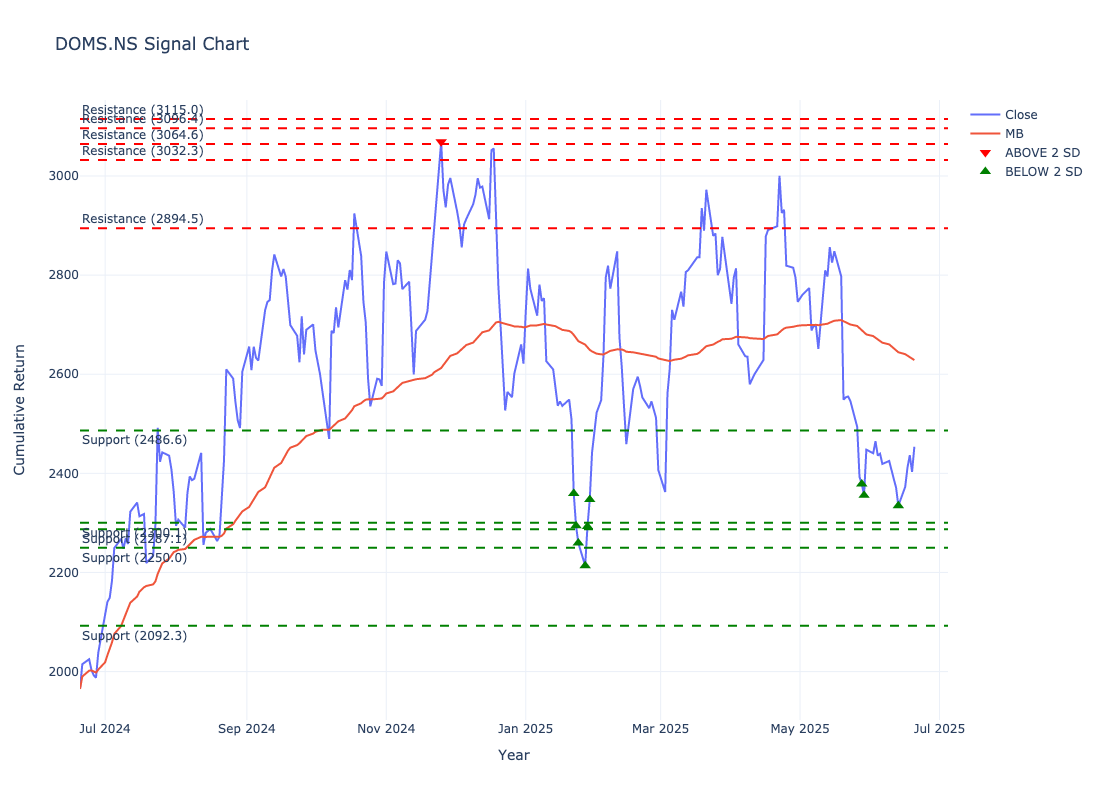 DOMS.NS Signal Chart
Resistance (3115.0)
Resistance (3096.4)
Resistance (3064.6)
Resistance (3032.3)
Resistance (2894.5)
Support (2486.6)
Support (2300.1)
Support (2287.1)
Support (2250.0)
Support (2092.3)
3000
2800
2600
2400
2200
2000
Cumulative Return
Jul 2024
Sep 2024
Nov 2024
Jan 2025
Mar 2025
May 2025
Jul 2025
Year
Close
MB
ABOVE 2 SD
BELOW 2 SD